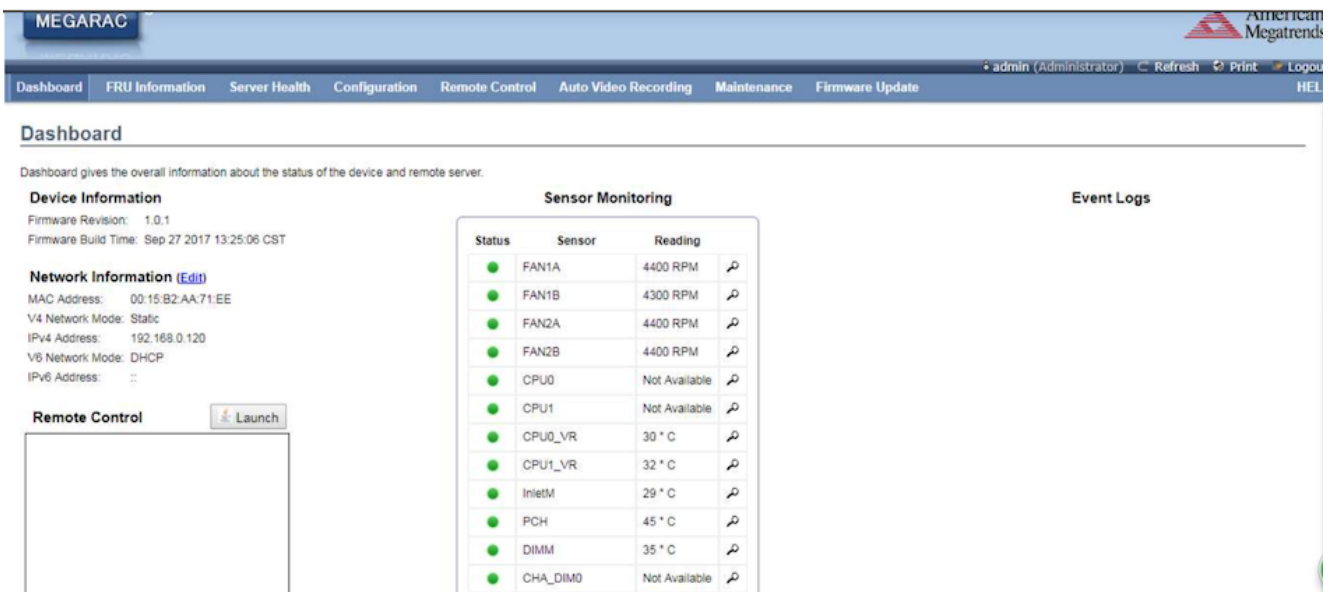 MEGARAC
American
Megatrends
admin (Administrator) Refresh Print Logou
Dashboard FRU Information Server Health Configuration Remote Control Auto Video Recording Maintenance Firmware Update HEL
Dashboard
Dashboard gives the overall information about the status of the device and remote server.
Device Information
Firmware Revision: 1.0.1
Firmware Build Time: Sep 27 2017 13:25:06 CST
Network Information (Edit)
MAC Address: 00:15:B2:AA:71:EE
V4 Network Mode: Static
IPv4 Address: 192.168.0.120
V6 Network Mode: DHCP
IPv6 Address: ::
Remote Control Launch
Sensor Monitoring
Status Sensor Reading
FAN1A 4400 RPM
FAN1B 4300 RPM
FAN2A 4400 RPM
FAN2B 4400 RPM
CPU0 Not Available
CPU1 Not Available
CPU0_VR 30 ° C
CPU1_VR 32 ° C
InletM 29 ° C
PCH 45 ° C
DIMM 35 ° C
CHA_DIM0 Not Available
Event Logs